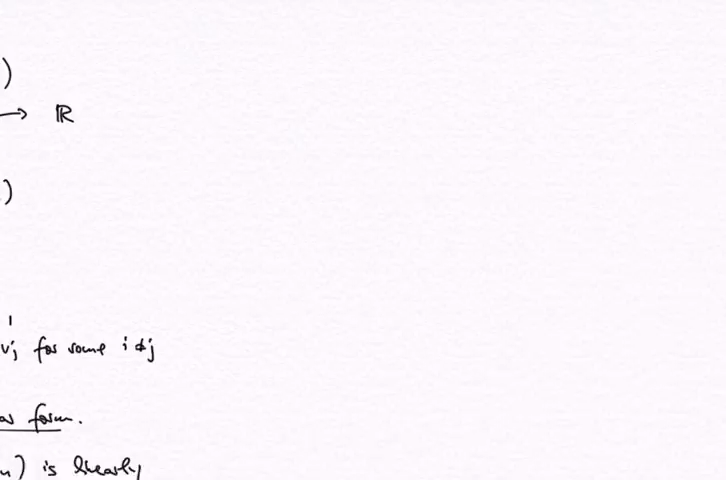 )
→ ℝ
)
vj for some i ≠ j
form.
) is linearly